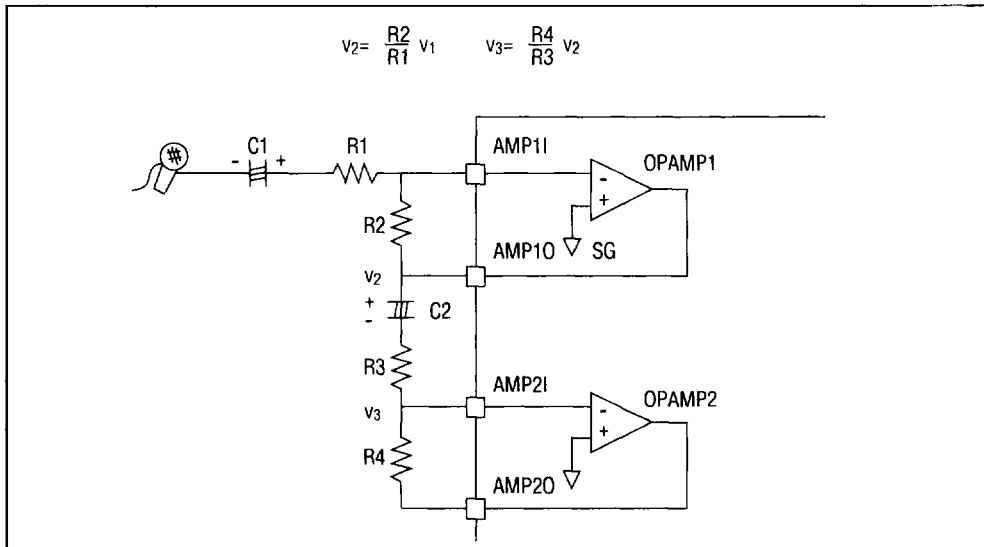 v2= R2/R1 v1    v3= R4/R3 v2
AMP1I
C1
R1
- +
#
OPAMP1
-
+
R2
AMP1O
SG
v2
+
-
C2
R3
AMP2I
OPAMP2
v3
-
+
R4
AMP2O